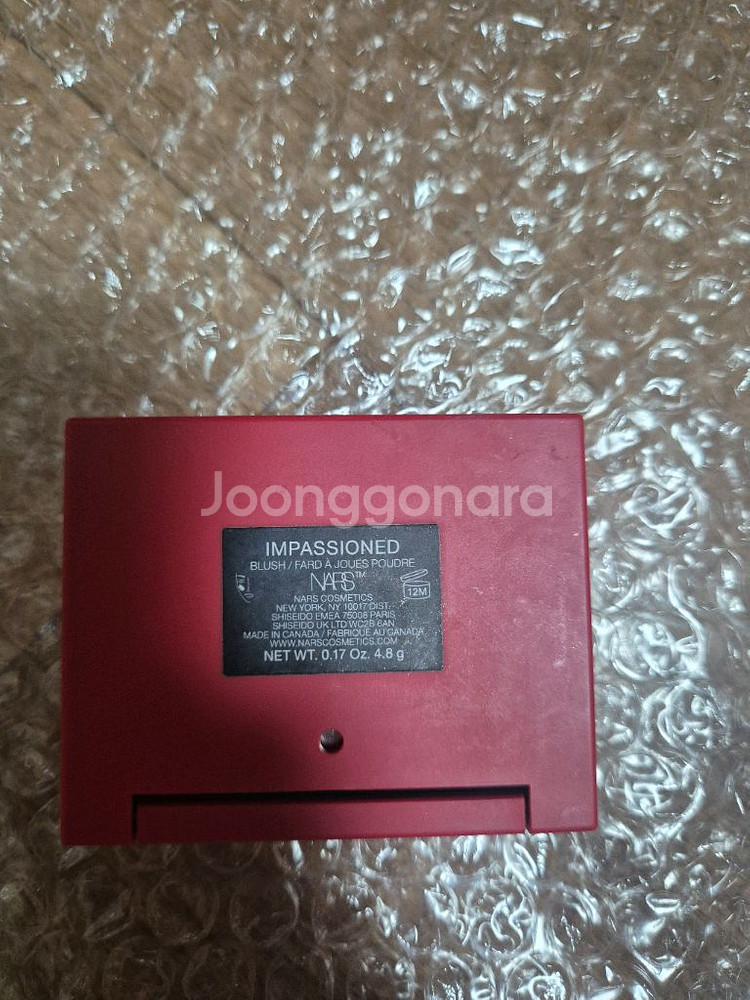 Joonggonara
IMPASSIONED
BLUSH / FARD À JOUES POUDRE
NARS™
12M
NARS COSMETICS
NEW YORK, NY 10017 DIST.
SHISEIDO EMEA 75008 PARIS
SHISEIDO UK LTD WC2B 6AN
MADE IN CANADA / FABRIQUE AU CANADA
WWW.NARSCOSMETICS.COM
NET WT. 0.17 Oz. 4.8 g